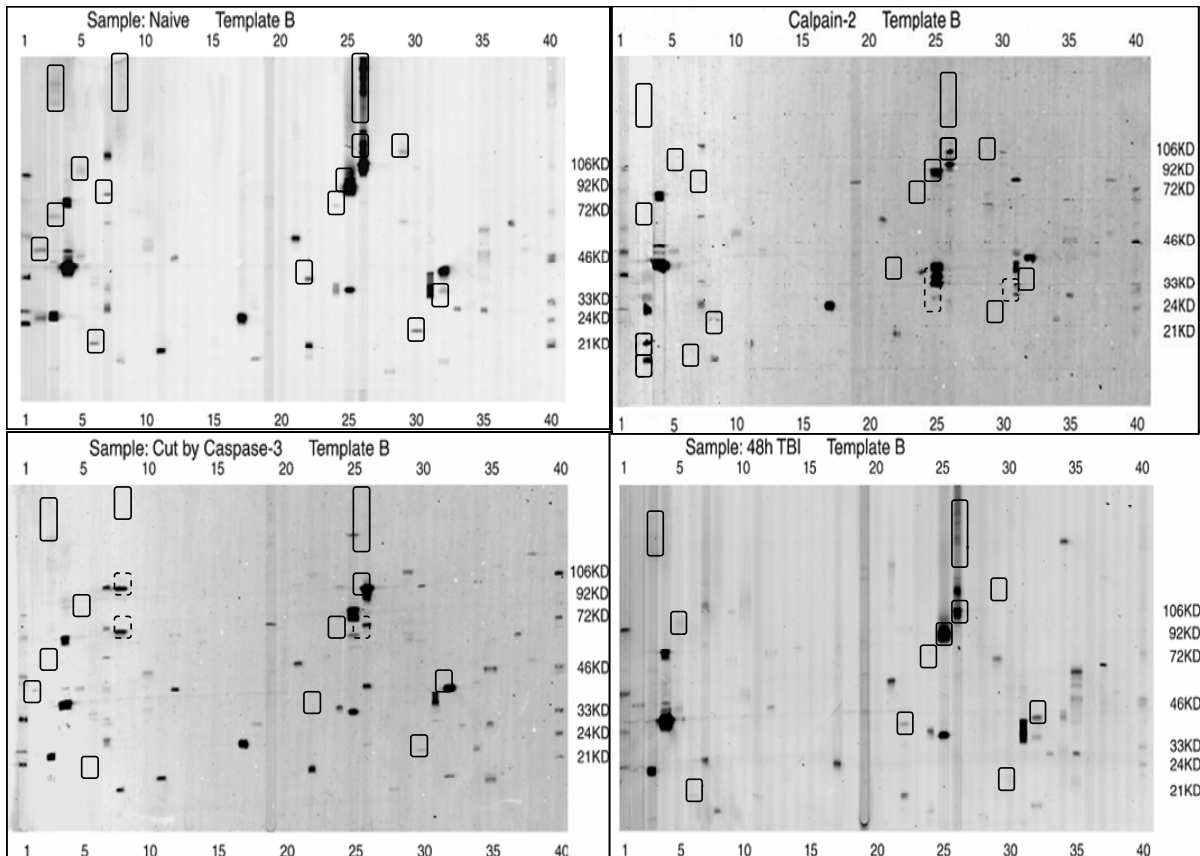 Sample: Naive Template B
1 5 10 15 20 25 30 35 40
106KD
92KD
72KD
46KD
33KD
24KD
21KD
1 5 10 15 20 25 30 35 40
Calpain-2 Template B
1 5 10 15 20 25 30 35 40
106KD
92KD
72KD
46KD
33KD
24KD
21KD
1 5 10 15 20 25 30 35 40
Sample: Cut by Caspase-3 Template B
1 5 10 15 20 25 30 35 40
106KD
92KD
72KD
46KD
33KD
24KD
21KD
1 5 10 15 20 25 30 35 40
Sample: 48h TBI Template B
1 5 10 15 20 25 30 35 40
106KD
92KD
72KD
46KD
33KD
24KD
21KD
1 5 10 15 20 25 30 35 40